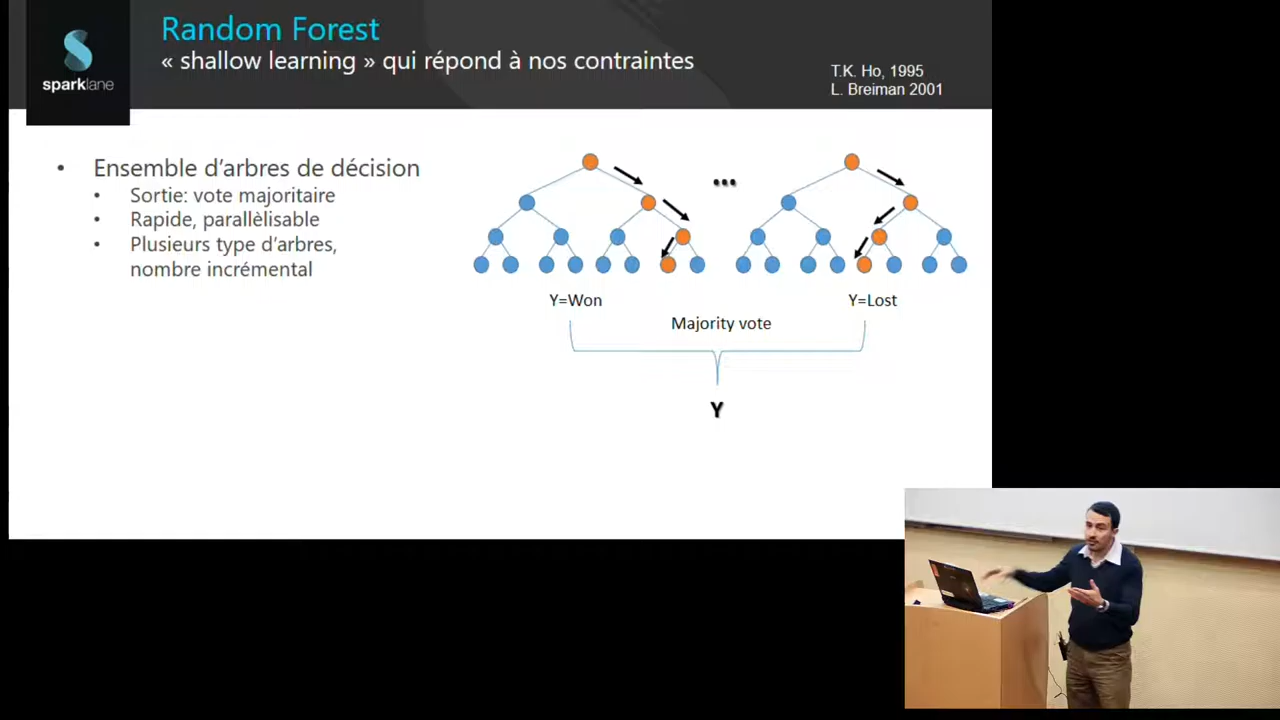 Random Forest
« shallow learning » qui répond à nos contraintes
sparklane
T.K. Ho, 1995
L. Breiman 2001
• Ensemble d'arbres de décision
• Sortie: vote majoritaire
• Rapide, parallèlisable
• Plusieurs type d'arbres,
nombre incrémental
...
Y=Won
Y=Lost
Majority vote
Y